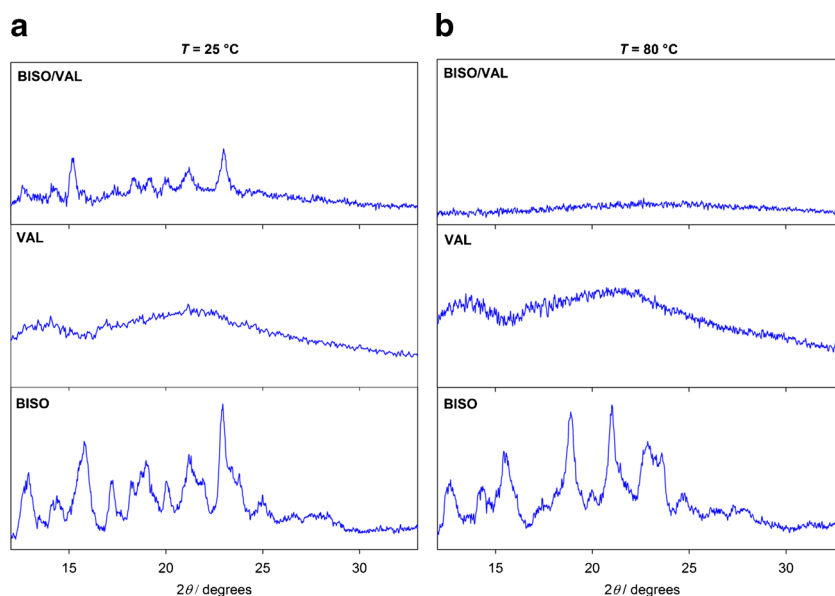 a
T = 25 °C
BISO/VAL
VAL
BISO
15 20 25 30
2θ / degrees
b
T = 80 °C
BISO/VAL
VAL
BISO
15 20 25 30
2θ / degrees